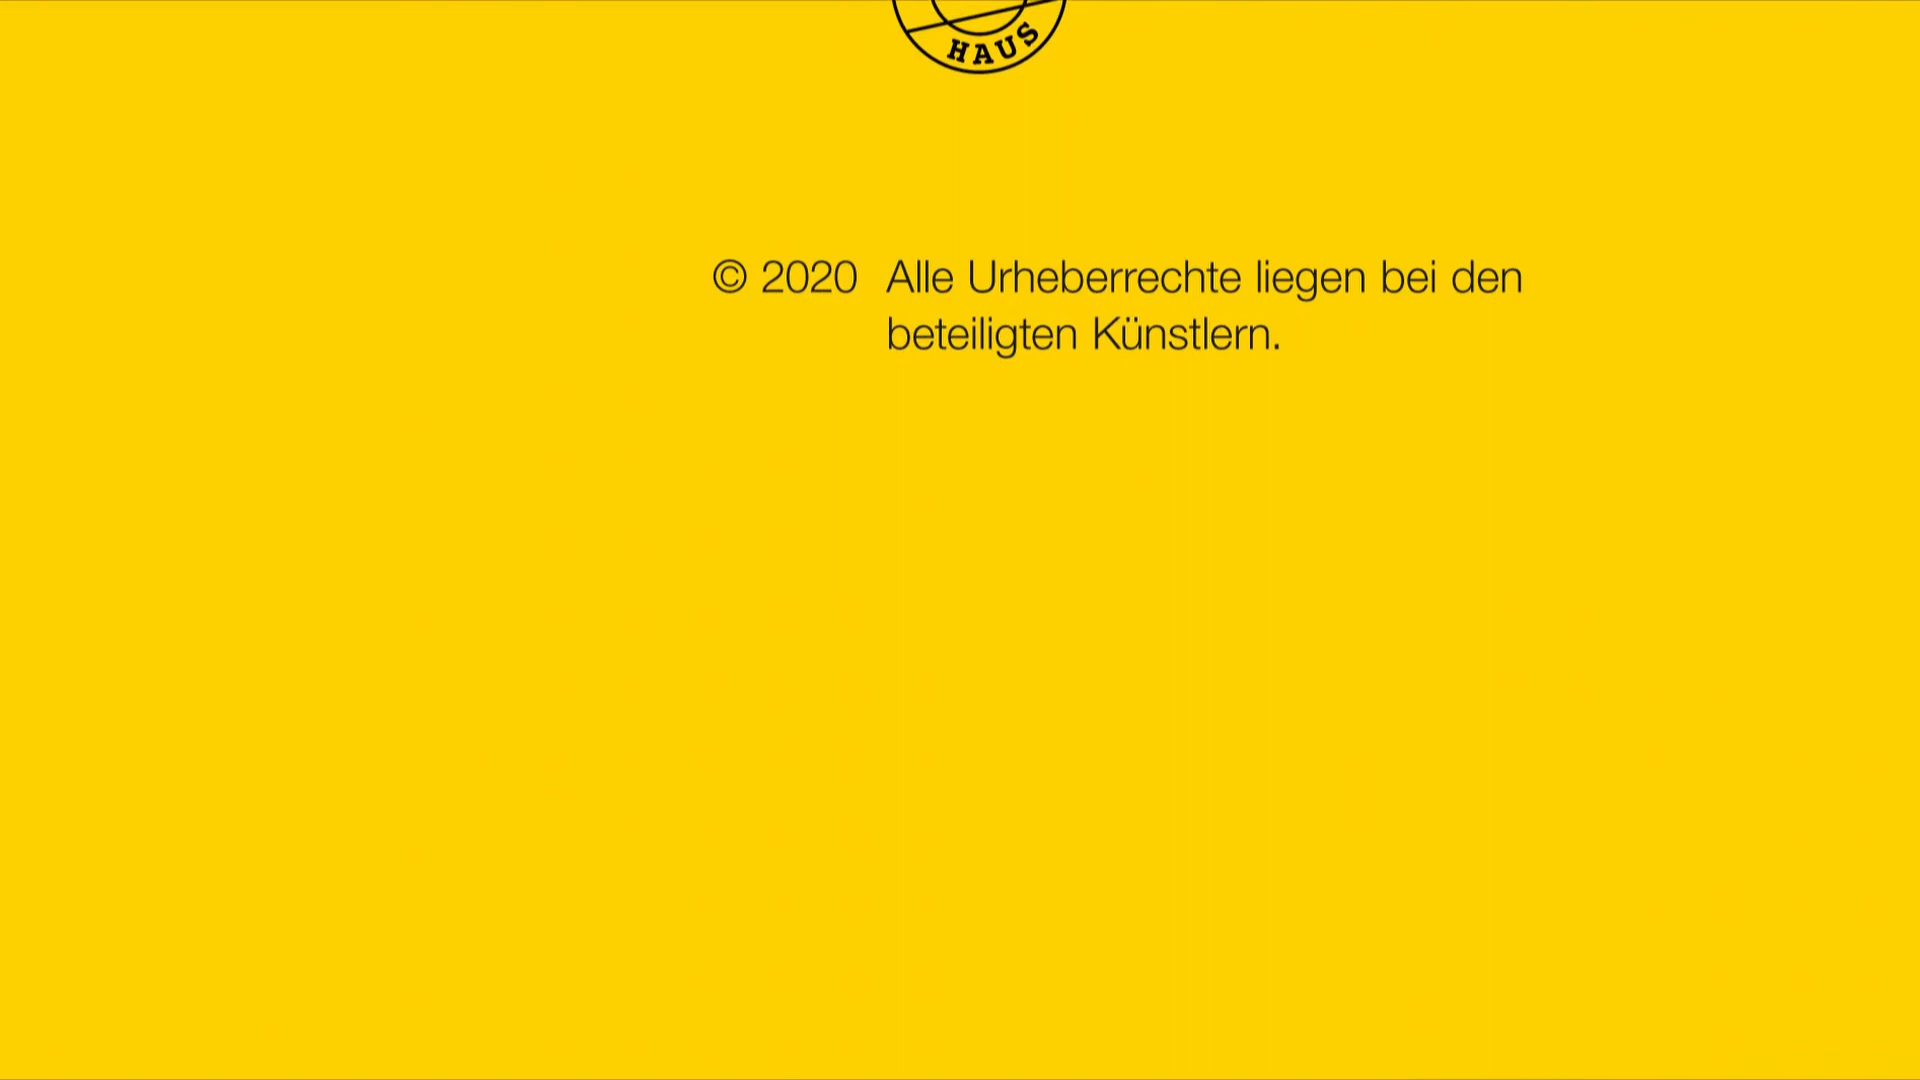 HAUS
© 2020 Alle Urheberrechte liegen bei den
beteiligten Künstlern.